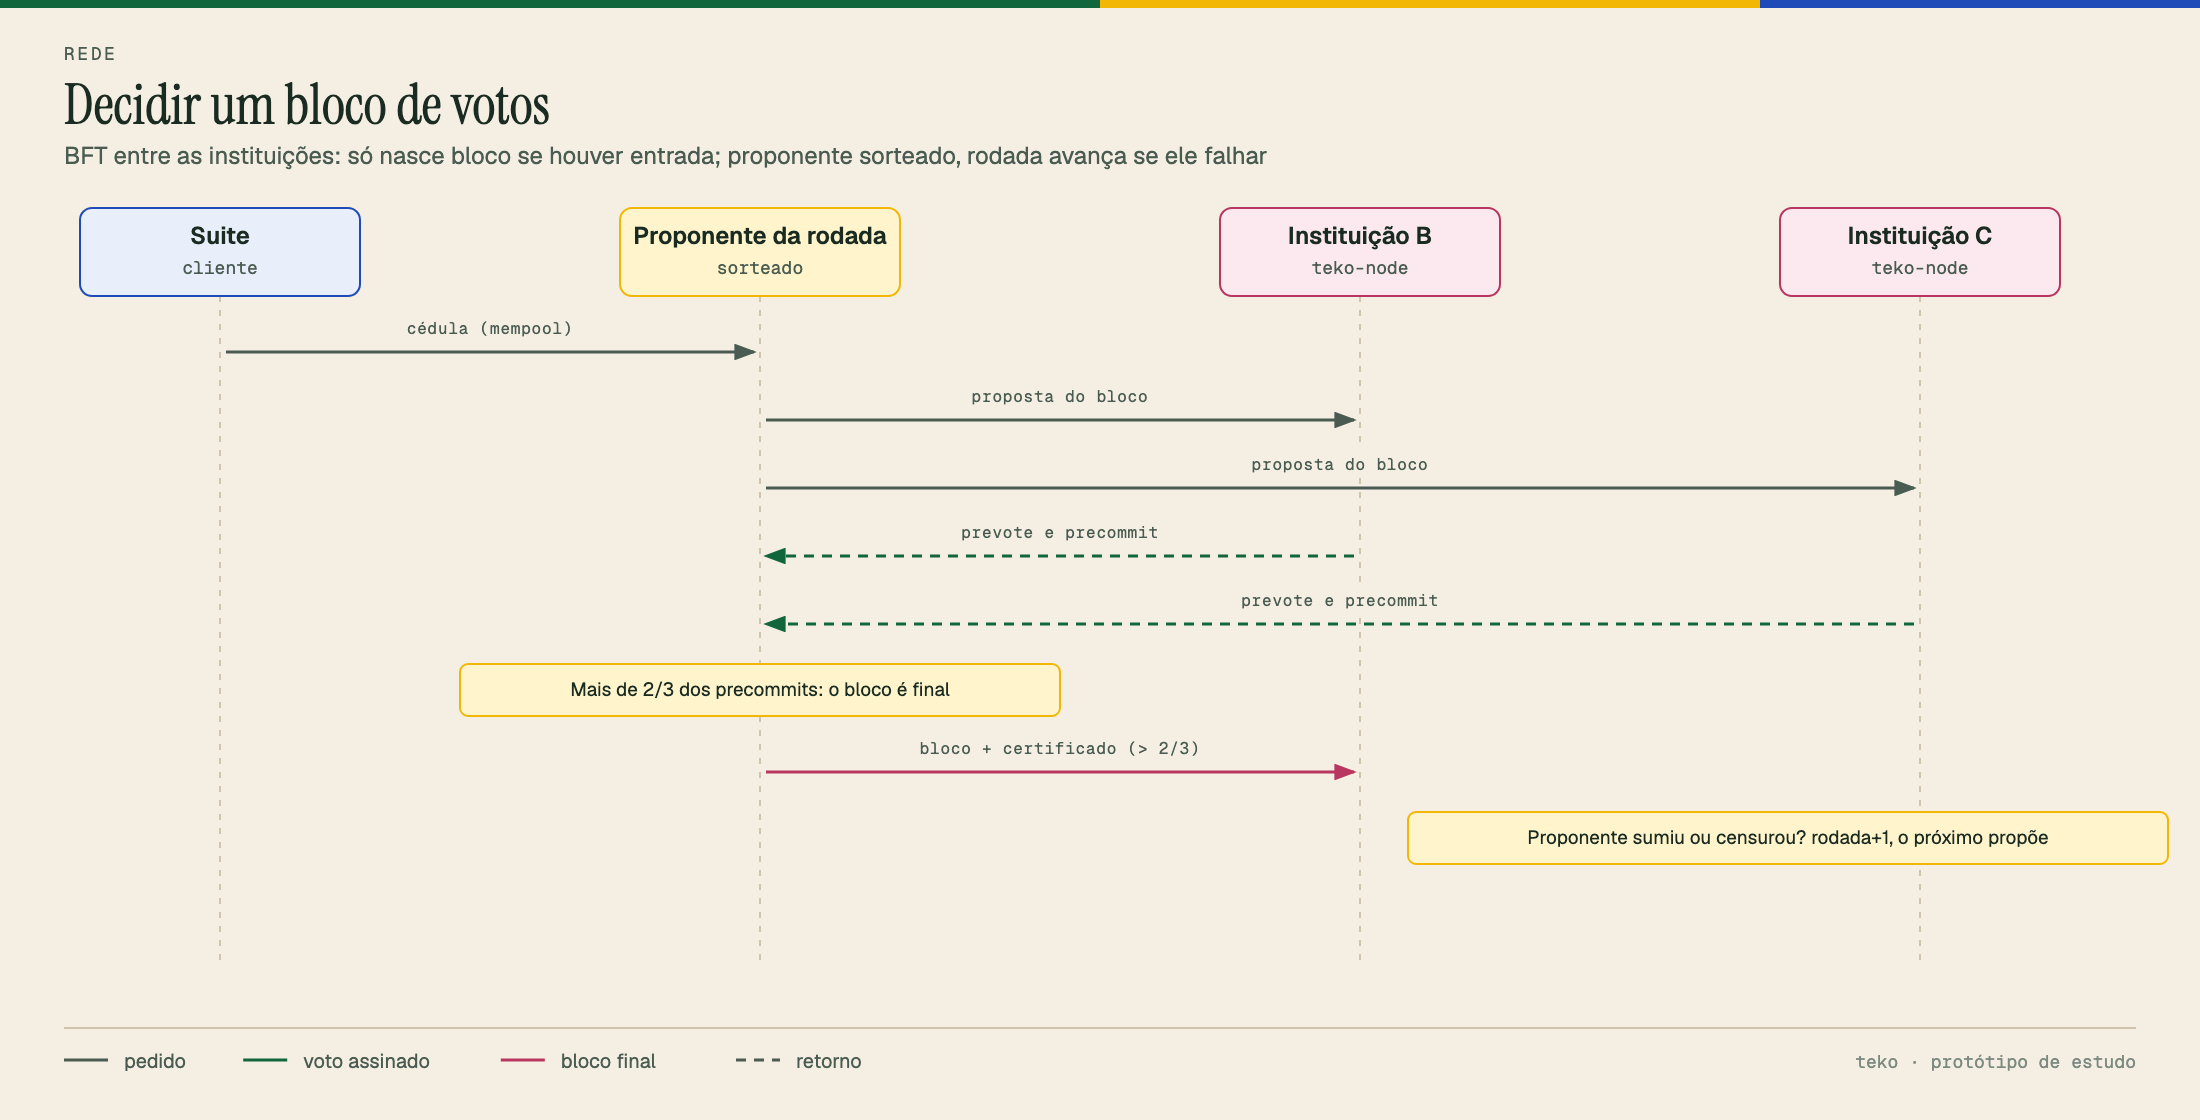 REDE
Decidir um bloco de votos
BFT entre as instituições: só nasce bloco se houver entrada; proponente sorteado, rodada avança se ele falhar
Suite
cliente
Proponente da rodada
sorteado
Instituição B
teko-node
Instituição C
teko-node
cédula (mempool)
proposta do bloco
proposta do bloco
prevote e precommit
prevote e precommit
Mais de 2/3 dos precommits: o bloco é final
bloco + certificado (> 2/3)
Proponente sumiu ou censurou? rodada+1, o próximo propõe
pedido
voto assinado
bloco final
retorno
teko · protótipo de estudo